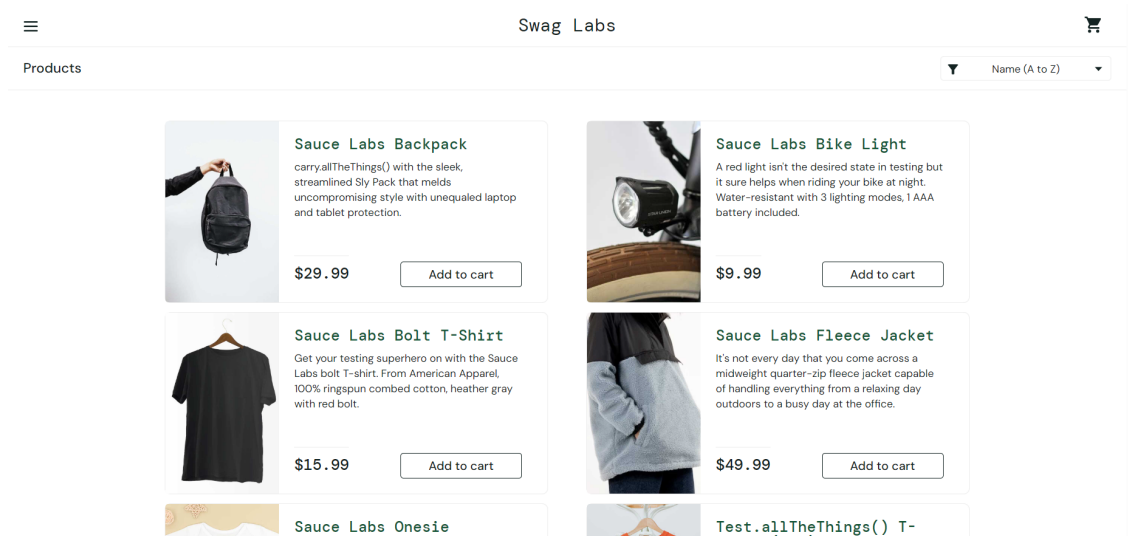 Swag Labs
Products
Name (A to Z)
Sauce Labs Backpack
carry.allTheThings() with the sleek,
streamlined Sly Pack that melds
uncompromising style with unequaled laptop
and tablet protection.
$29.99
Add to cart
Sauce Labs Bike Light
A red light isn't the desired state in testing but
it sure helps when riding your bike at night.
Water-resistant with 3 lighting modes, 1 AAA
battery included.
$9.99
Add to cart
Sauce Labs Bolt T-Shirt
Get your testing superhero on with the Sauce
Labs bolt T-shirt. From American Apparel,
100% ringspun combed cotton, heather gray
with red bolt.
$15.99
Add to cart
Sauce Labs Fleece Jacket
It's not every day that you come across a
midweight quarter-zip fleece jacket capable
of handling everything from a relaxing day
outdoors to a busy day at the office.
$49.99
Add to cart
Sauce Labs Onesie
Test.allTheThings() T-